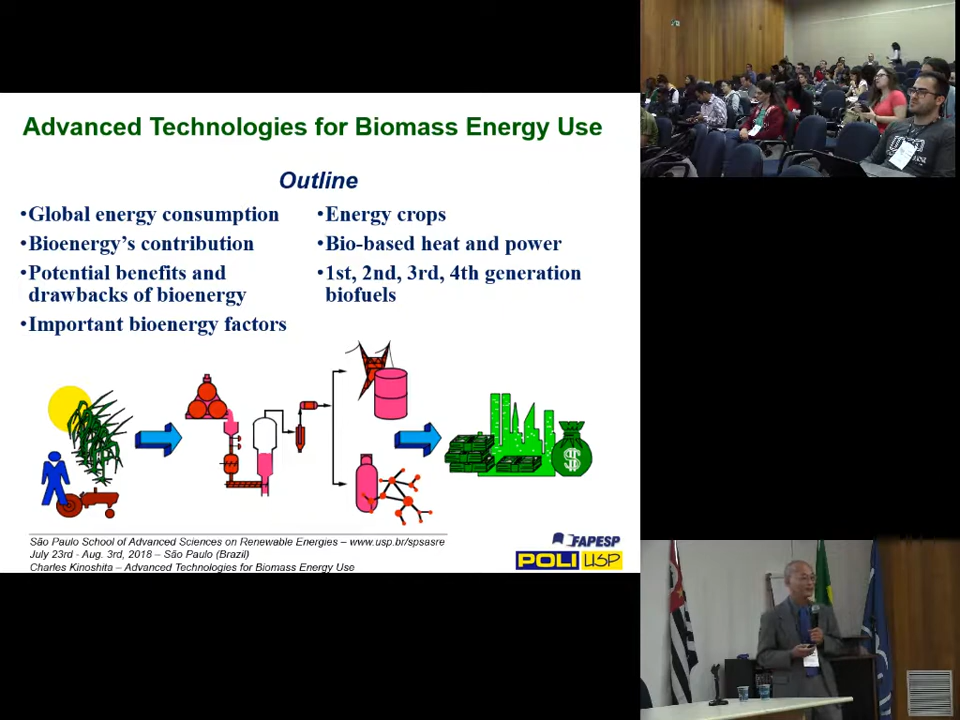 Advanced Technologies for Biomass Energy Use
Outline
•Global energy consumption
•Bioenergy's contribution
•Potential benefits and
drawbacks of bioenergy
•Important bioenergy factors
•Energy crops
•Bio-based heat and power
•1st, 2nd, 3rd, 4th generation
biofuels
$
São Paulo School of Advanced Sciences on Renewable Energies – www.usp.br/spsasre
July 23rd - Aug. 3rd, 2018 – São Paulo (Brazil)
Charles Kinoshita – Advanced Technologies for Biomass Energy Use
FAPESP
POLI USP